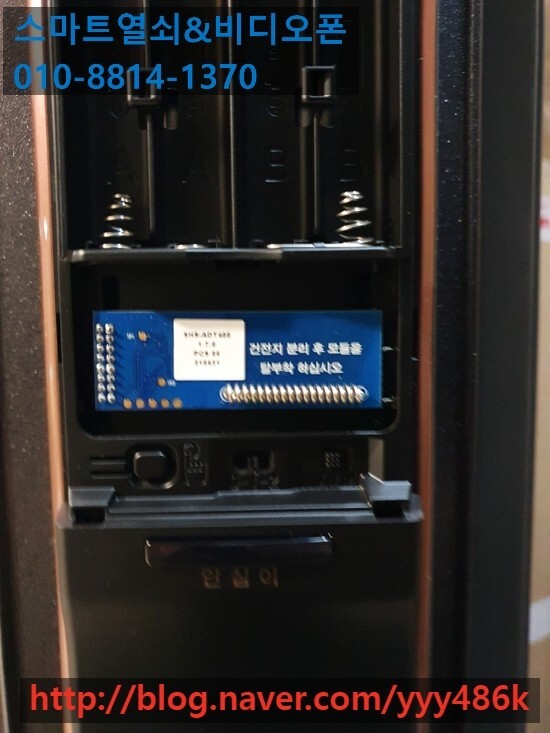 스마트열쇠&비디오폰
010-8814-1370
A A B B
건전지 분리 후 모듈을
탈부착 하십시오
안심이
http://blog.naver.com/yyy486k